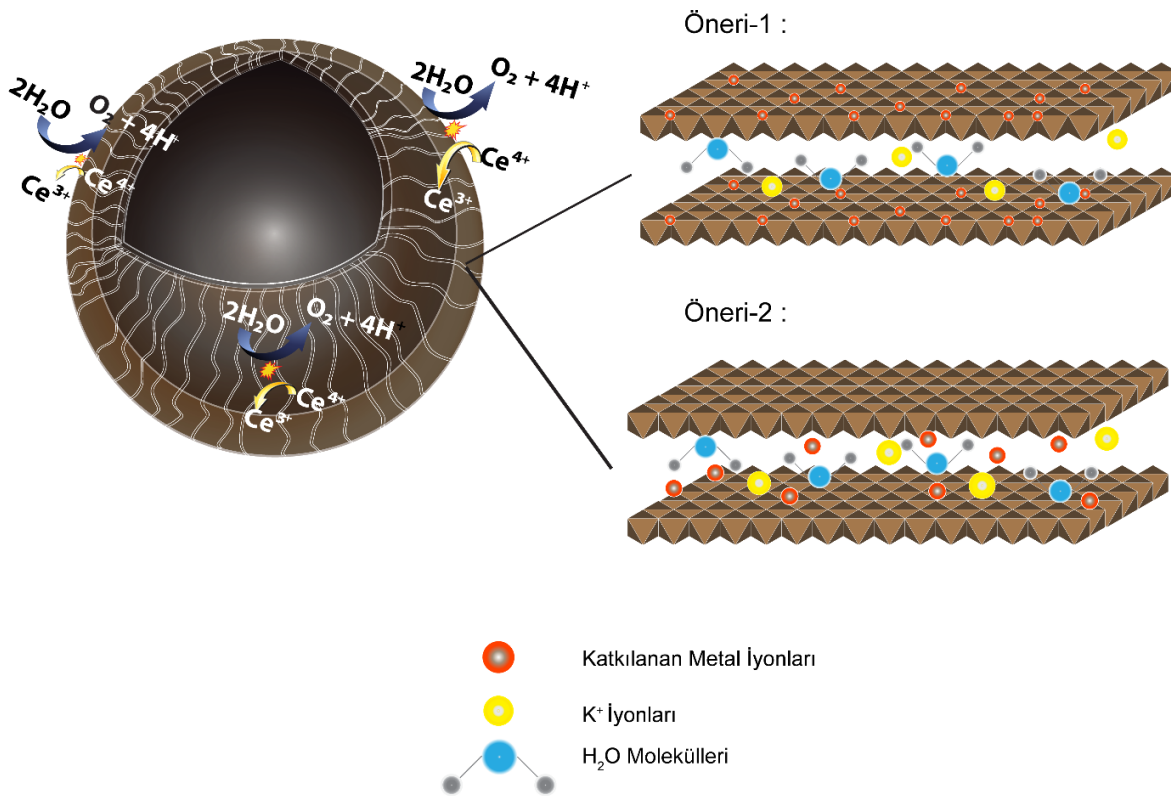 Öneri-1 :
2H₂O
O₂ + 4H⁺
Ce⁴⁺
Ce³⁺
2H₂O
O₂ + 4H⁺
Ce³⁺
Ce⁴⁺
2H₂O
O₂ + 4H⁺
Ce³⁺
Ce⁴⁺
Öneri-2 :
Katkılanan Metal İyonları
K⁺ İyonları
H₂O Molekülleri